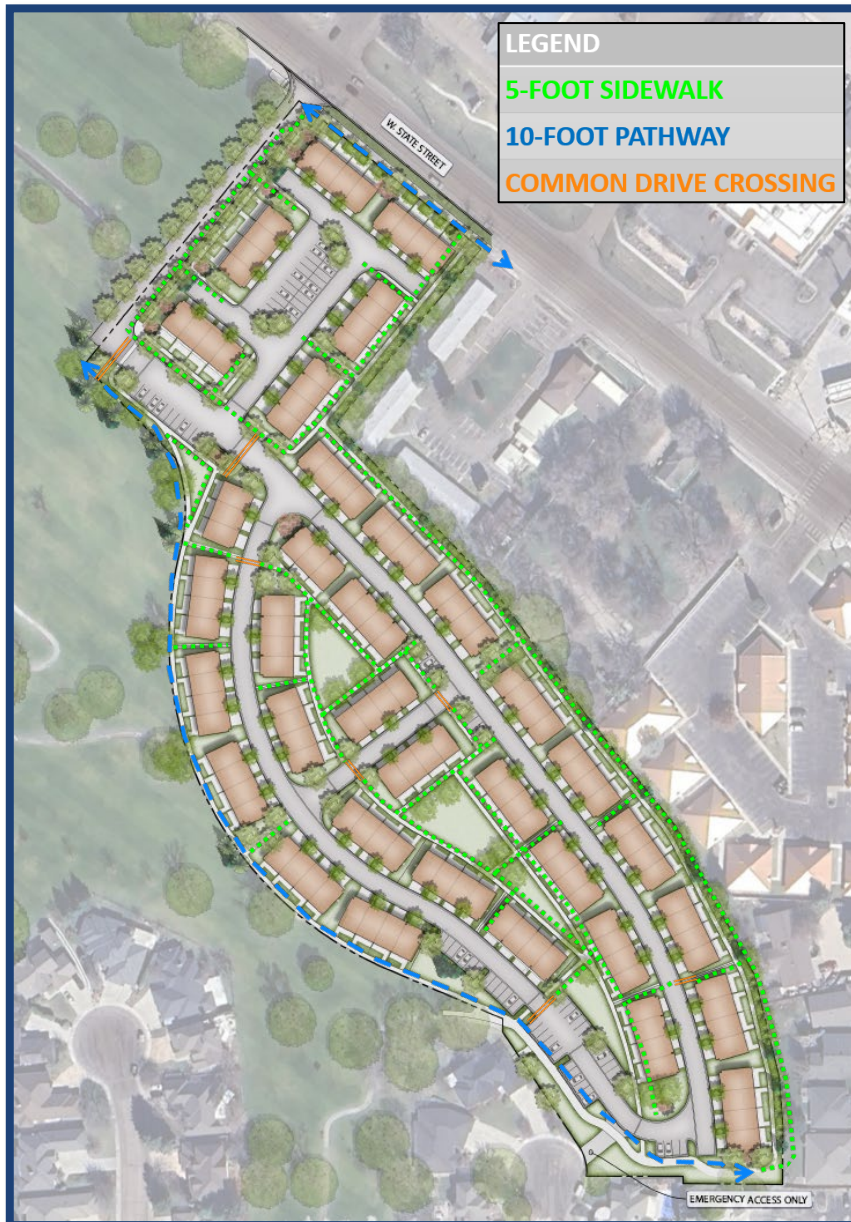 LEGEND
5-FOOT SIDEWALK
10-FOOT PATHWAY
COMMON DRIVE CROSSING
W. STATE STREET
EMERGENCY ACCESS ONLY